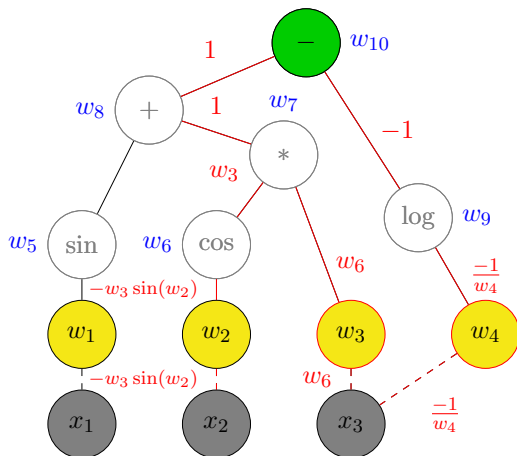 1 − w₁₀
w₈ + 1 w₇
w₃ * −1
w₅ sin w₆ cos w₆ log w₉
−w₃ sin(w₂) −1/w₄
w₁ w₂ w₃ w₄
−w₃ sin(w₂) w₆
x₁ x₂ x₃ −1/w₄